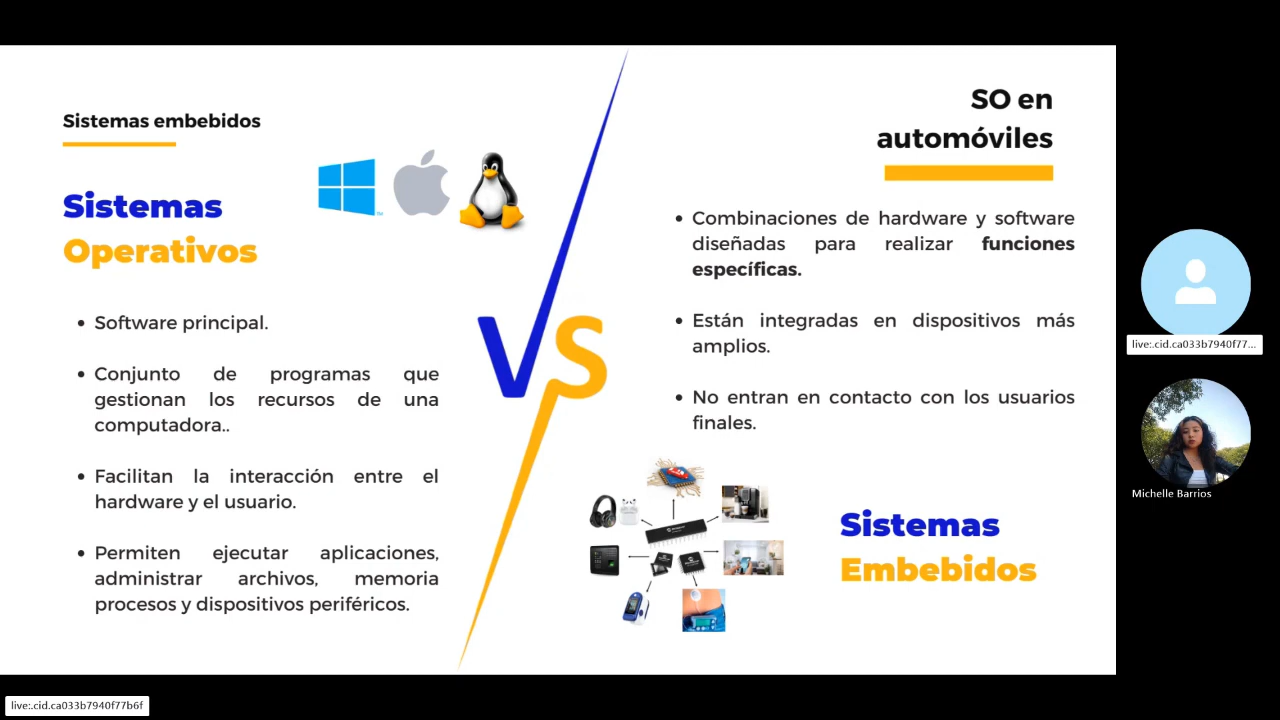 Sistemas embebidos
Sistemas
Operativos
• Software principal.
• Conjunto de programas que
gestionan los recursos de una
computadora..
• Facilitan la interacción entre el
hardware y el usuario.
• Permiten ejecutar aplicaciones,
administrar archivos, memoria
procesos y dispositivos periféricos.
VS
SO en
automóviles
• Combinaciones de hardware y software
diseñadas para realizar funciones
específicas.
• Están integradas en dispositivos más
amplios.
• No entran en contacto con los usuarios
finales.
Sistemas
Embebidos
live:.cid.ca033b7940f77...
Michelle Barrios
live:.cid.ca033b7940f77b6f